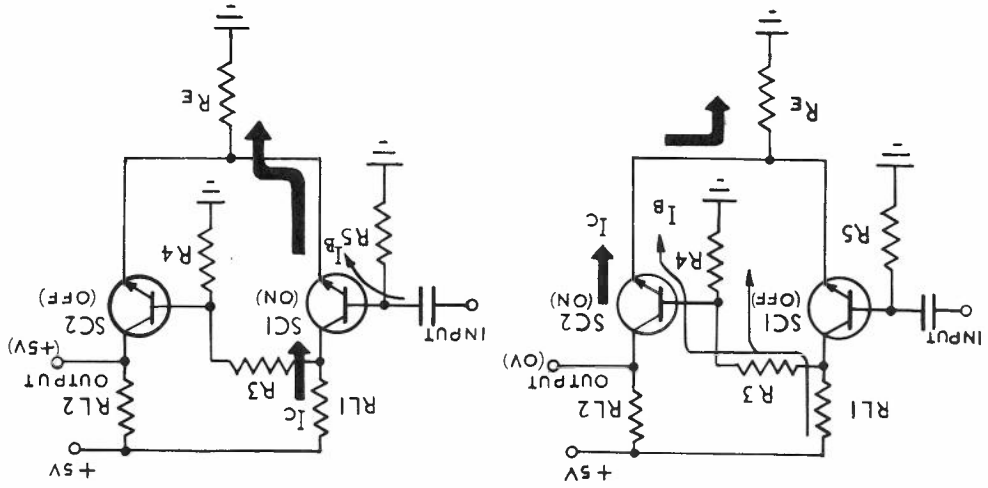 +5V
RL1
R3
RL2
OUTPUT
(0V)
INPUT
SC1
(OFF)
SC2
(ON)
R5
R4
IB
IC
RE
+5V
RL1
IC
R3
RL2
OUTPUT
(+5V)
INPUT
SC1
(ON)
SC2
(OFF)
R5
IB
R4
RE